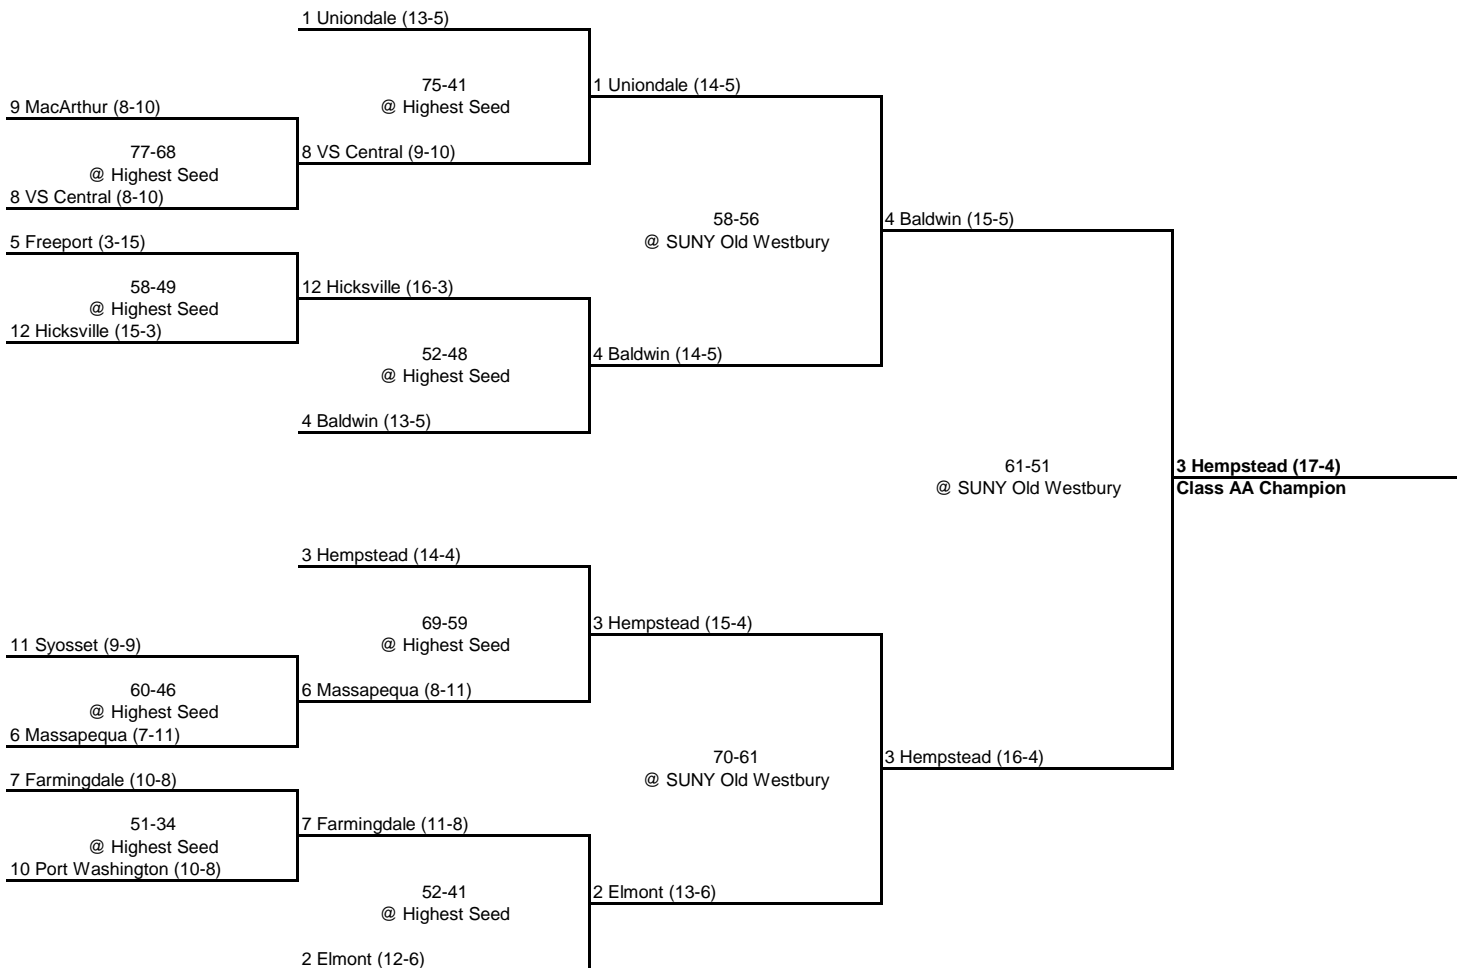 1 Uniondale (13-5)
75-41
@ Highest Seed
1 Uniondale (14-5)
9 MacArthur (8-10)
77-68
@ Highest Seed
8 VS Central (9-10)
8 VS Central (8-10)
58-56
@ SUNY Old Westbury
4 Baldwin (15-5)
5 Freeport (3-15)
58-49
@ Highest Seed
12 Hicksville (16-3)
12 Hicksville (15-3)
52-48
@ Highest Seed
4 Baldwin (14-5)
4 Baldwin (13-5)
61-51
@ SUNY Old Westbury
3 Hempstead (17-4)
Class AA Champion
3 Hempstead (14-4)
69-59
@ Highest Seed
3 Hempstead (15-4)
11 Syosset (9-9)
60-46
@ Highest Seed
6 Massapequa (8-11)
6 Massapequa (7-11)
70-61
@ SUNY Old Westbury
3 Hempstead (16-4)
7 Farmingdale (10-8)
51-34
@ Highest Seed
7 Farmingdale (11-8)
10 Port Washington (10-8)
52-41
@ Highest Seed
2 Elmont (13-6)
2 Elmont (12-6)